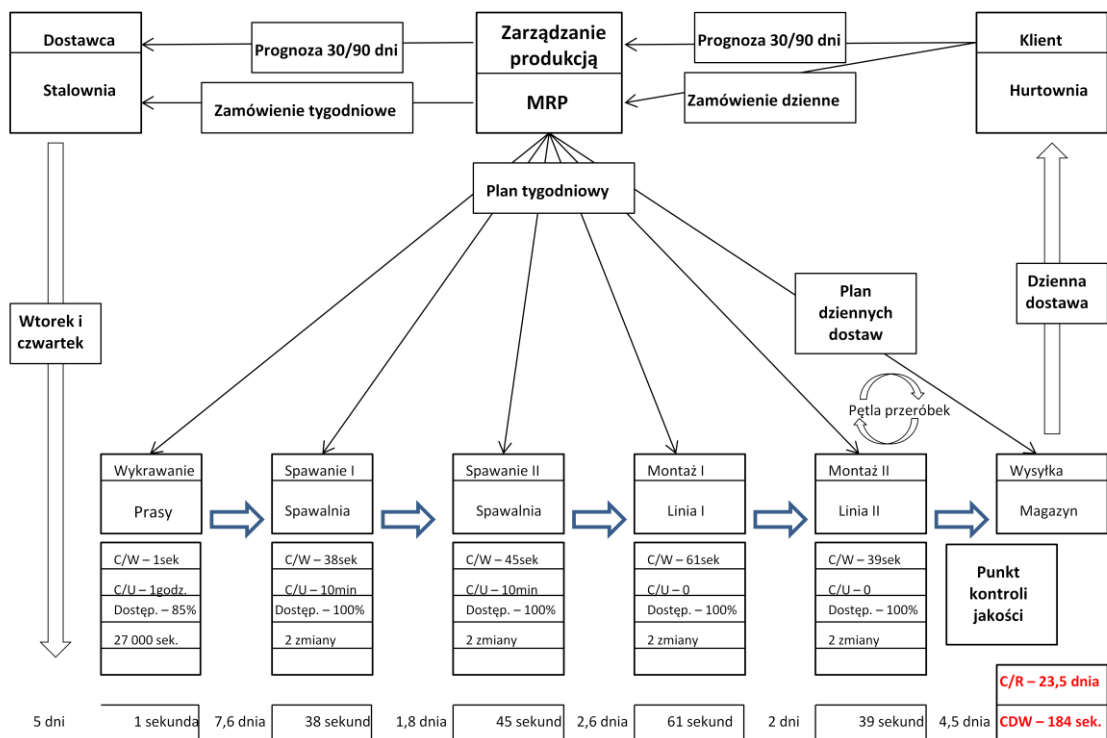 Dostawca
Stalownia
Prognoza 30/90 dni
Zamówienie tygodniowe
Zarządzanie
produkcją
MRP
Prognoza 30/90 dni
Zamówienie dzienne
Klient
Hurtownia
Plan tygodniowy
Wtorek i
czwartek
Plan
dziennych
dostaw
Dzienna
dostawa
Pętla przeróbek
Wykrawanie
Prasy
Spawanie I
Spawalnia
Spawanie II
Spawalnia
Montaż I
Linia I
Montaż II
Linia II
Wysyłka
Magazyn
C/W – 1sek
C/U – 1godz.
Dostęp. – 85%
27 000 sek.
C/W – 38sek
C/U – 10min
Dostęp. – 100%
2 zmiany
C/W – 45sek
C/U – 10min
Dostęp. – 100%
2 zmiany
C/W – 61sek
C/U – 0
Dostęp. – 100%
2 zmiany
C/W – 39sek
C/U – 0
Dostęp. – 100%
2 zmiany
Punkt
kontroli
jakości
5 dni
1 sekunda
7,6 dnia
38 sekund
1,8 dnia
45 sekund
2,6 dnia
61 sekund
2 dni
39 sekund
4,5 dnia
C/R – 23,5 dnia
CDW – 184 sek.